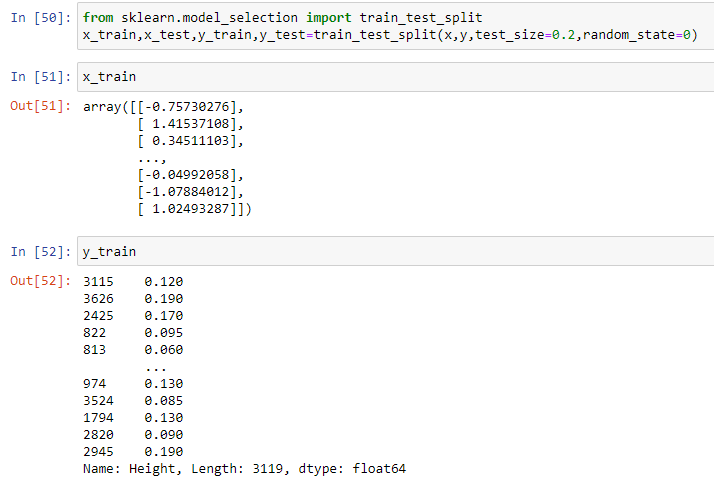 In [50]: from sklearn.model_selection import train_test_split
x_train,x_test,y_train,y_test=train_test_split(x,y,test_size=0.2,random_state=0)
In [51]: x_train
Out[51]: array([[-0.75730276],
[ 1.41537108],
[ 0.34511103],
...,
[-0.04992058],
[-1.07884012],
[ 1.02493287]])
In [52]: y_train
Out[52]: 3115    0.120
3626    0.190
2425    0.170
822     0.095
813     0.060
...
974     0.130
3524    0.085
1794    0.130
2820    0.090
2945    0.190
Name: Height, Length: 3119, dtype: float64